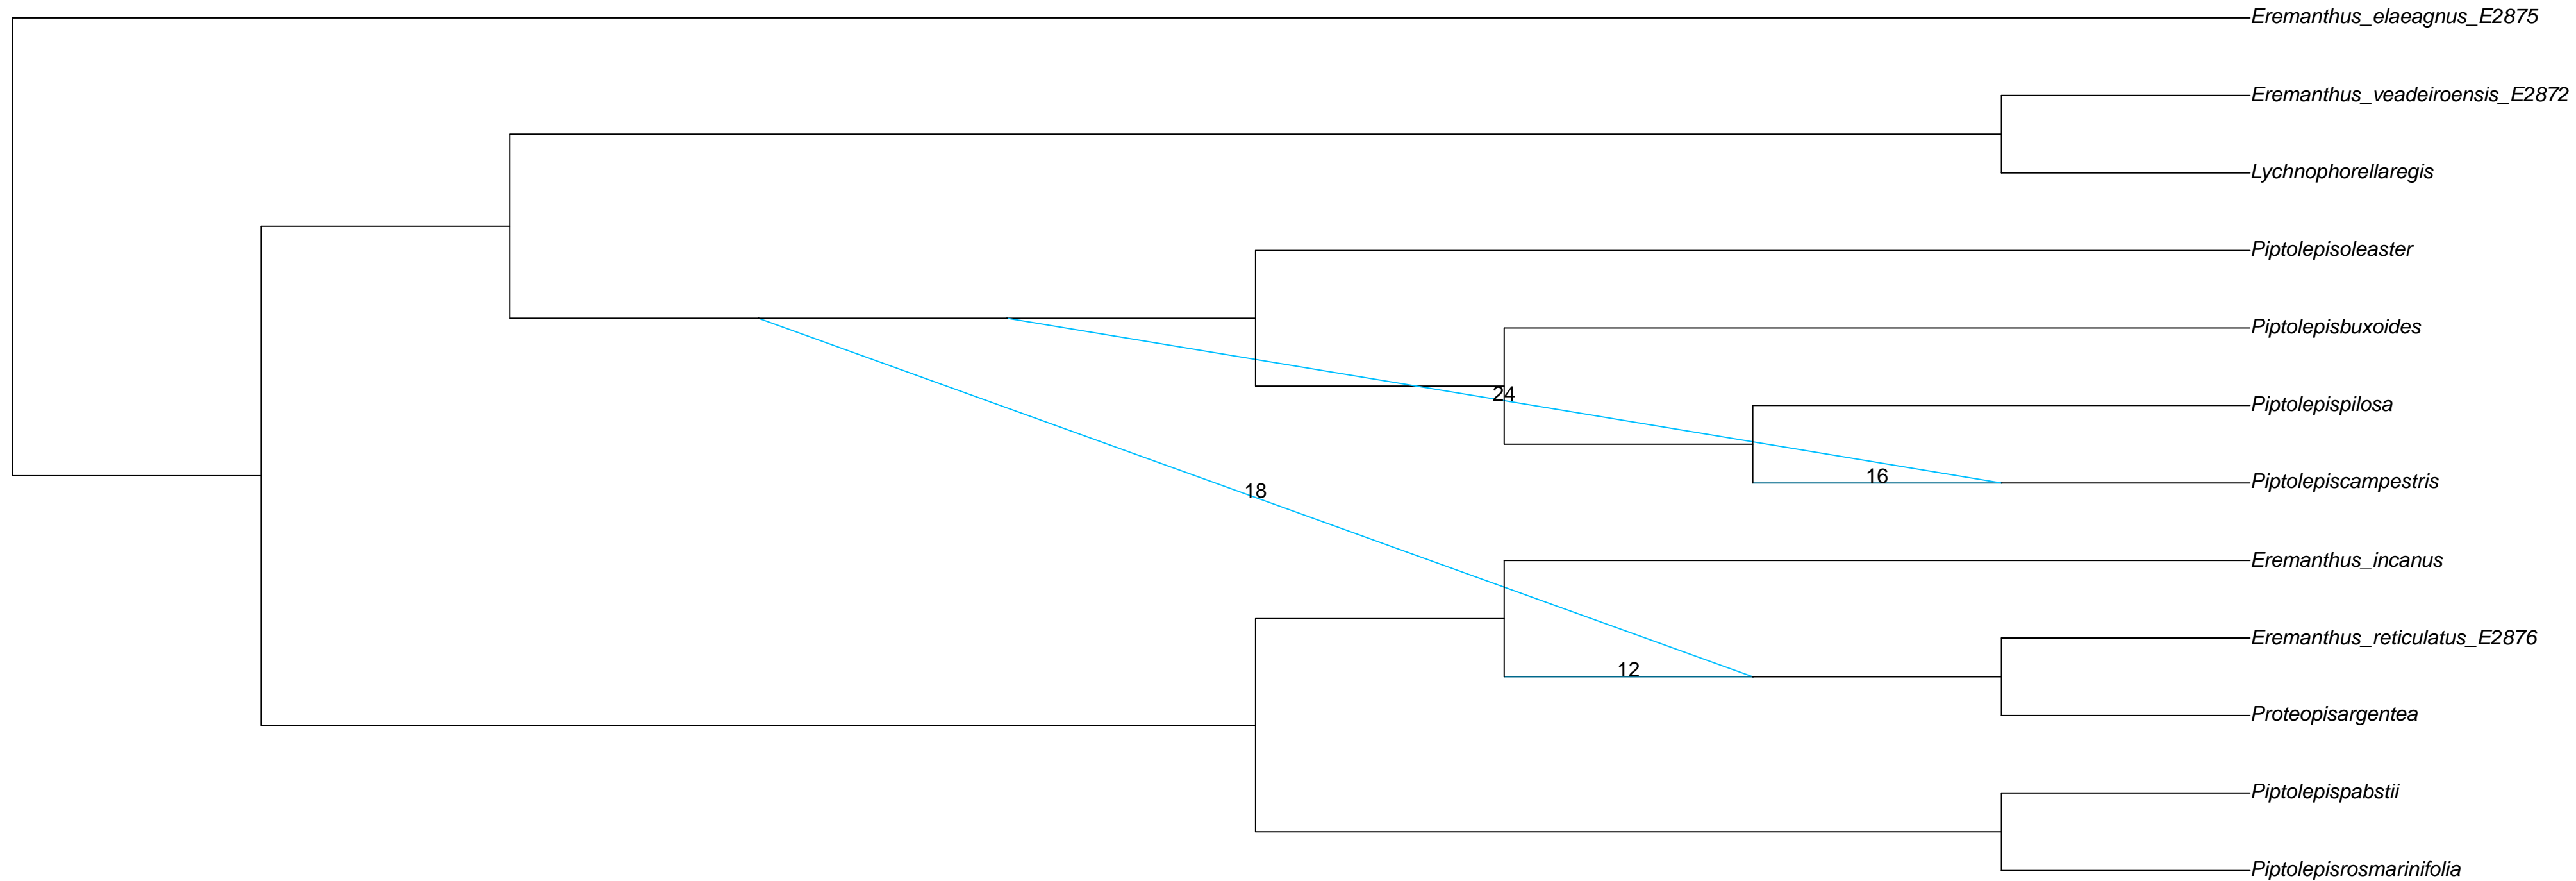 Eremanthus_elaeagnus_E2875
Eremanthus_veadeiroensis_E2872
Lychnophorellaregis
Piptolepisoleaster
Piptolepisbuxoides
24
Piptolepispilosa
16
Piptolepiscampestris
18
Eremanthus_incanus
Eremanthus_reticulatus_E2876
12
Proteopisargentea
Piptolepispabstii
Piptolepisrosmarinifolia